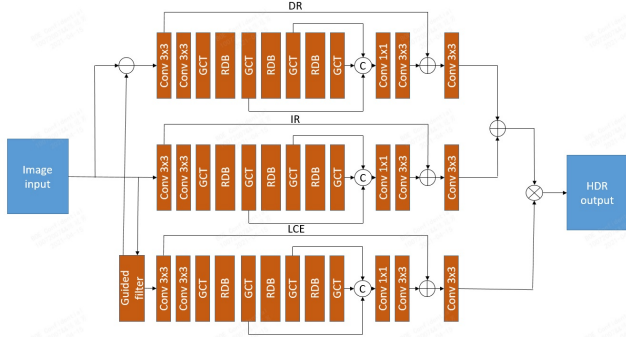 DR
Conv 3x3
Conv 3x3
GCT
RDB
GCT
RDB
GCT
RDB
GCT
C
Conv 1x1
Conv 3x3
Conv 3x3
Image
input
IR
Conv 3x3
Conv 3x3
GCT
RDB
GCT
RDB
GCT
RDB
GCT
C
Conv 1x1
Conv 3x3
Conv 3x3
HDR
output
LCE
Guided
filter
Conv 3x3
Conv 3x3
GCT
RDB
GCT
RDB
GCT
RDB
GCT
C
Conv 1x1
Conv 3x3
Conv 3x3